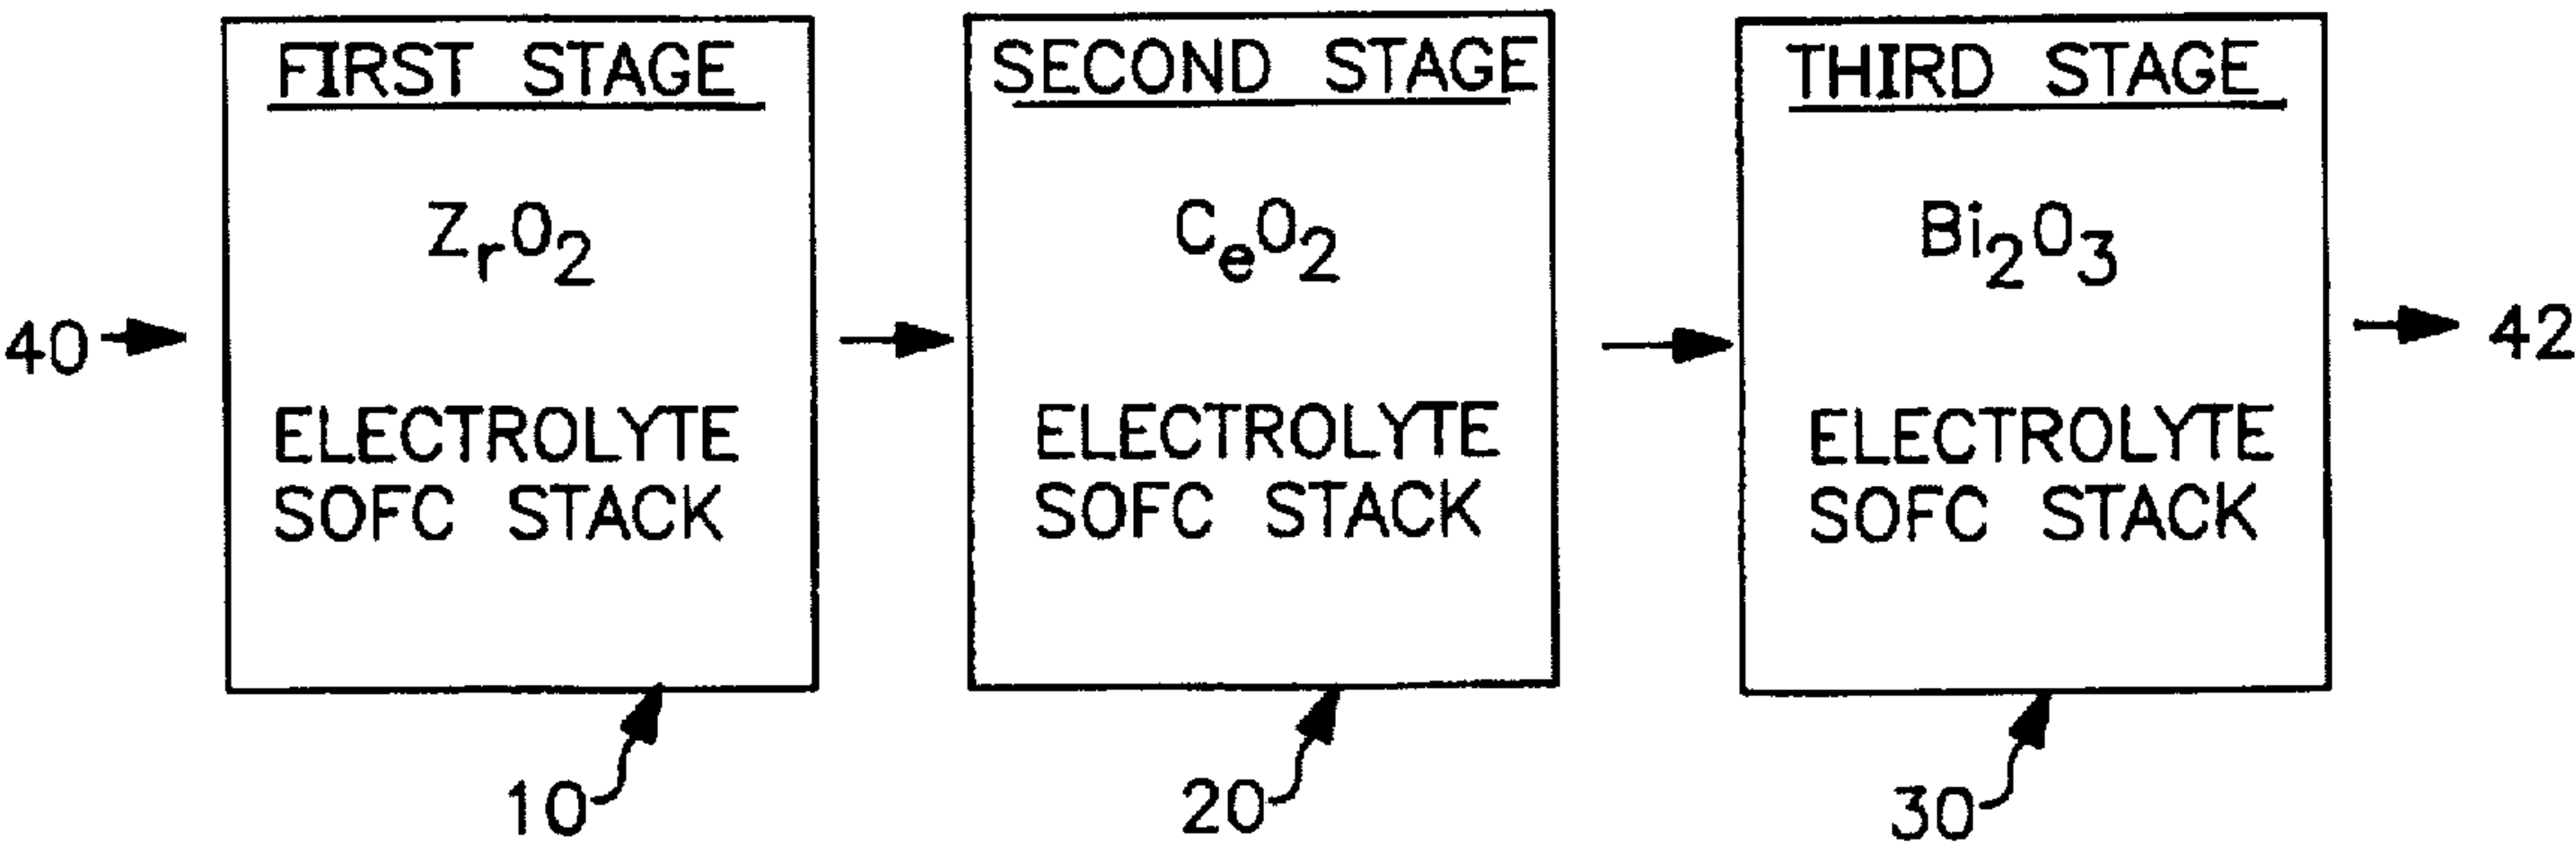 FIRST STAGE
ZrO2
ELECTROLYTE
SOFC STACK
SECOND STAGE
CeO2
ELECTROLYTE
SOFC STACK
THIRD STAGE
Bi2O3
ELECTROLYTE
SOFC STACK
40
42
10
20
30